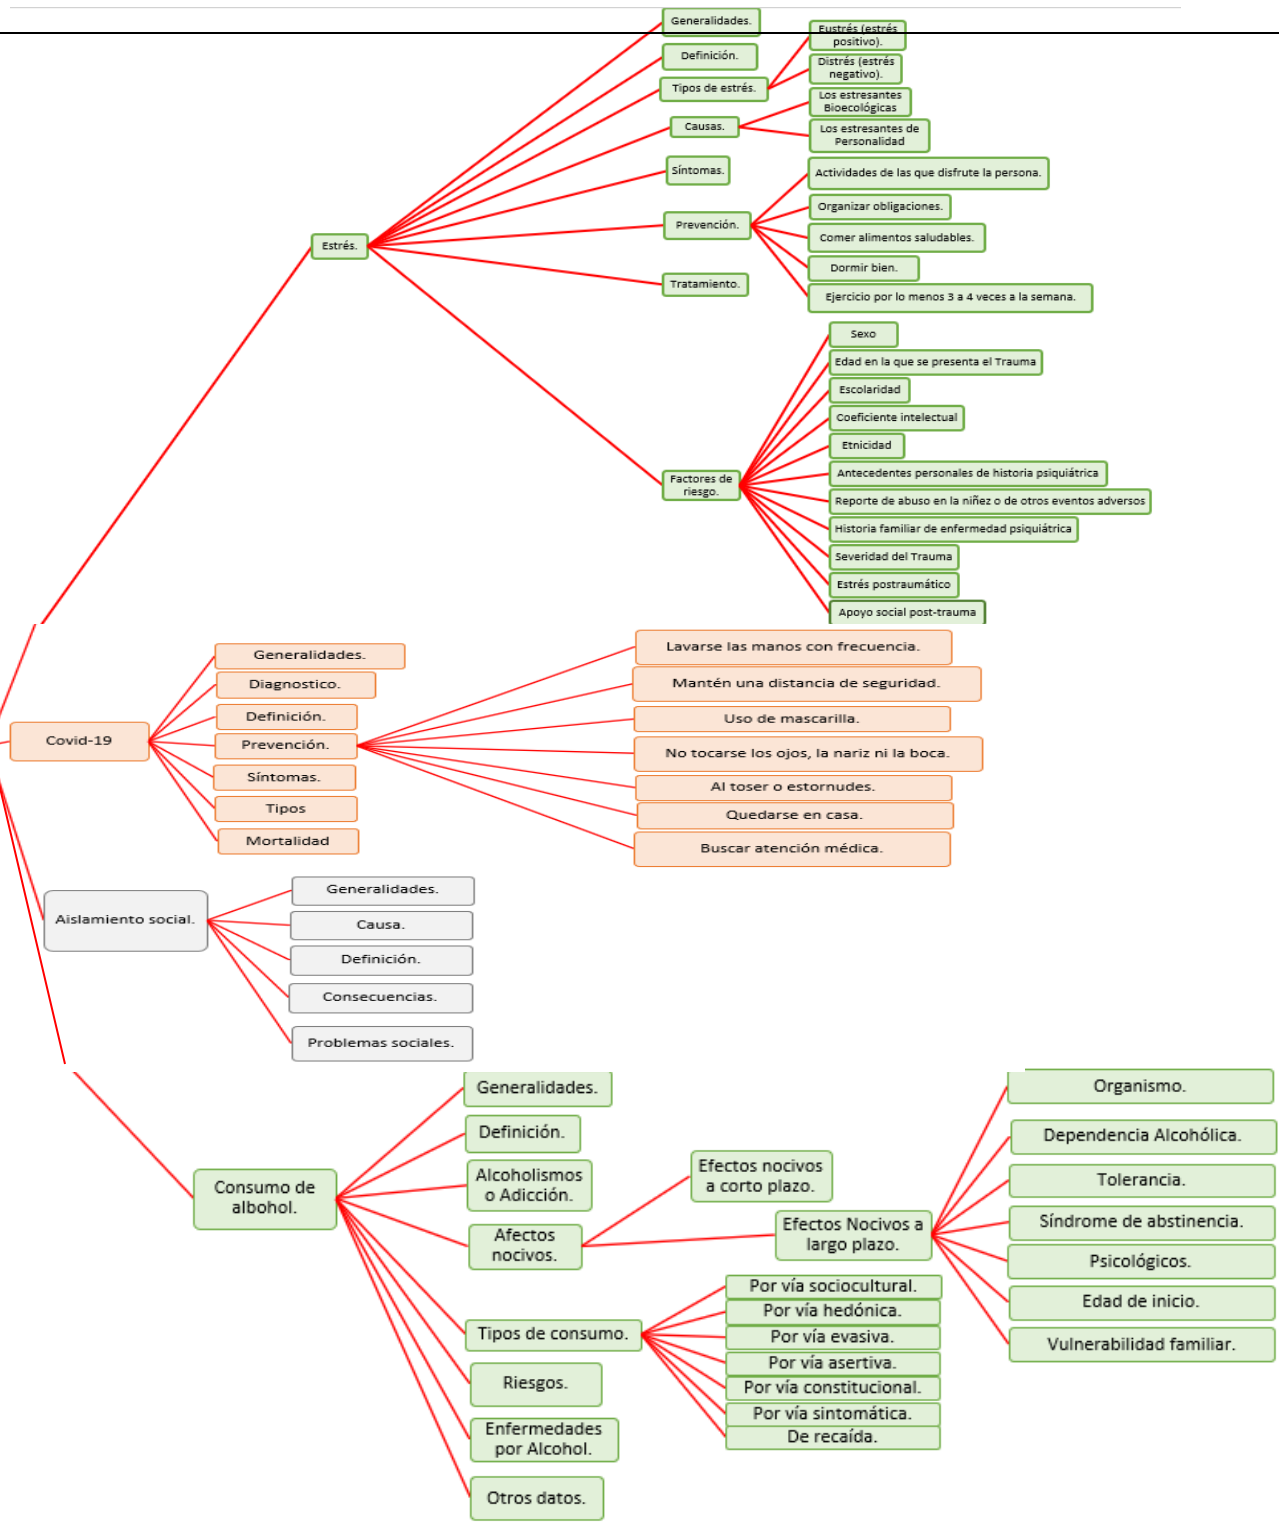 Generalidades.
Definición.
Tipos de estrés.
Eustrés (estrés
positivo).
Distrés (estrés
negativo).
Causas.
Los estresantes
Bioecológicas
Los estresantes de
Personalidad
Síntomas.
Prevención.
Actividades de las que disfrute la persona.
Organizar obligaciones.
Comer alimentos saludables.
Dormir bien.
Ejercicio por lo menos 3 a 4 veces a la semana.
Estrés.
Tratamiento.
Factores de
riesgo.
Sexo
Edad en la que se presenta el Trauma
Escolaridad
Coeficiente intelectual
Etnicidad
Antecedentes personales de historia psiquiátrica
Reporte de abuso en la niñez o de otros eventos adversos
Historia familiar de enfermedad psiquiátrica
Severidad del Trauma
Estrés postraumático
Apoyo social post-trauma
Covid-19
Generalidades.
Diagnostico.
Definición.
Prevención.
Síntomas.
Tipos
Mortalidad
Lavarse las manos con frecuencia.
Mantén una distancia de seguridad.
Uso de mascarilla.
No tocarse los ojos, la nariz ni la boca.
Al toser o estornudes.
Quedarse en casa.
Buscar atención médica.
Aislamiento social.
Generalidades.
Causa.
Definición.
Consecuencias.
Problemas sociales.
Consumo de
albohol.
Generalidades.
Definición.
Alcoholismos
o Adicción.
Afectos
nocivos.
Efectos nocivos
a corto plazo.
Efectos Nocivos a
largo plazo.
Organismo.
Dependencia Alcohólica.
Tolerancia.
Síndrome de abstinencia.
Psicológicos.
Edad de inicio.
Vulnerabilidad familiar.
Tipos de consumo.
Por vía sociocultural.
Por vía hedónica.
Por vía evasiva.
Por vía asertiva.
Por vía constitucional.
Por vía sintomática.
De recaída.
Riesgos.
Enfermedades
por Alcohol.
Otros datos.